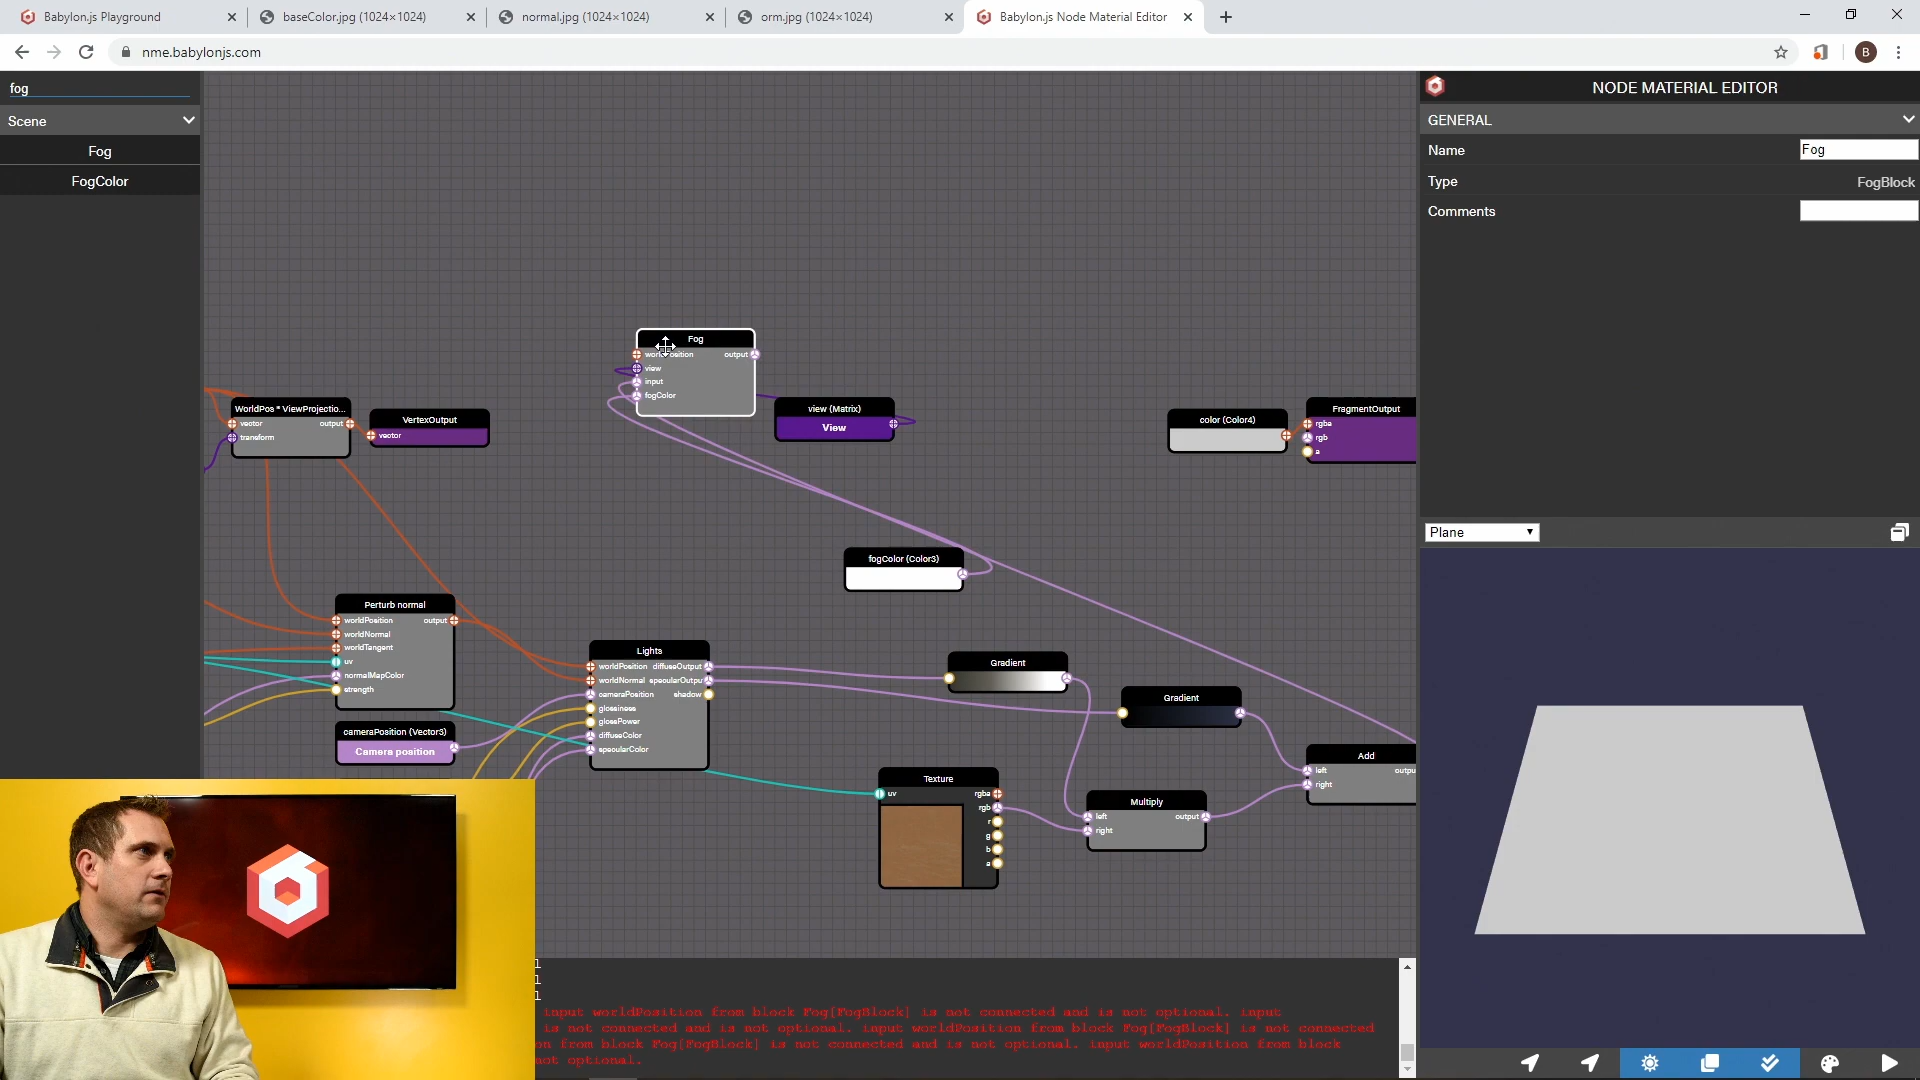 Babylon.js Playground
baseColor.jpg (1024×1024)
normal.jpg (1024×1024)
orm.jpg (1024×1024)
Babylon.js Node Material Editor
nme.babylonjs.com
B
fog
Scene
Fog
FogColor
NODE MATERIAL EDITOR
GENERAL
Name
Fog
Type
FogBlock
Comments
Fog
output
view
input
fogColor
WorldPos * ViewProjectio...
vector
output
transform
VertexOutput
vector
view (Matrix)
View
color (Color4)
FragmentOutput
rgba
rgb
a
Plane
fogColor (Color3)
Perturb normal
worldPosition
output
worldNormal
worldTangent
uv
normalMapColor
strength
cameraPosition (Vector3)
Camera position
Lights
worldPosition
diffuseOutput
worldNormal
specularOutput
cameraPosition
shadow
glossiness
glossPower
diffuseColor
specularColor
Gradient
Gradient
Add
left
outpu
right
Texture
uv
rgba
rgb
r
g
b
a
Multiply
left
output
right
1
1
1
input worldPosition from block Fog[FogBlock] is not connected and is not optional. input
is not connected and is not optional. input worldPosition from block Fog[FogBlock] is not connected
on from block Fog[FogBlock] is not connected and is not optional. input worldPosition from block
not optional.